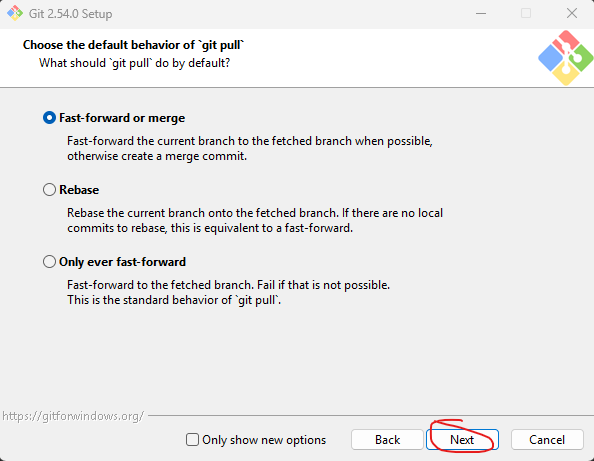 Git 2.54.0 Setup
Choose the default behavior of `git pull`
What should `git pull` do by default?
Fast-forward or merge
Fast-forward the current branch to the fetched branch when possible,
otherwise create a merge commit.
Rebase
Rebase the current branch onto the fetched branch. If there are no local
commits to rebase, this is equivalent to a fast-forward.
Only ever fast-forward
Fast-forward to the fetched branch. Fail if that is not possible.
This is the standard behavior of `git pull`.
https://gitforwindows.org/
Only show new options
Back
Next
Cancel